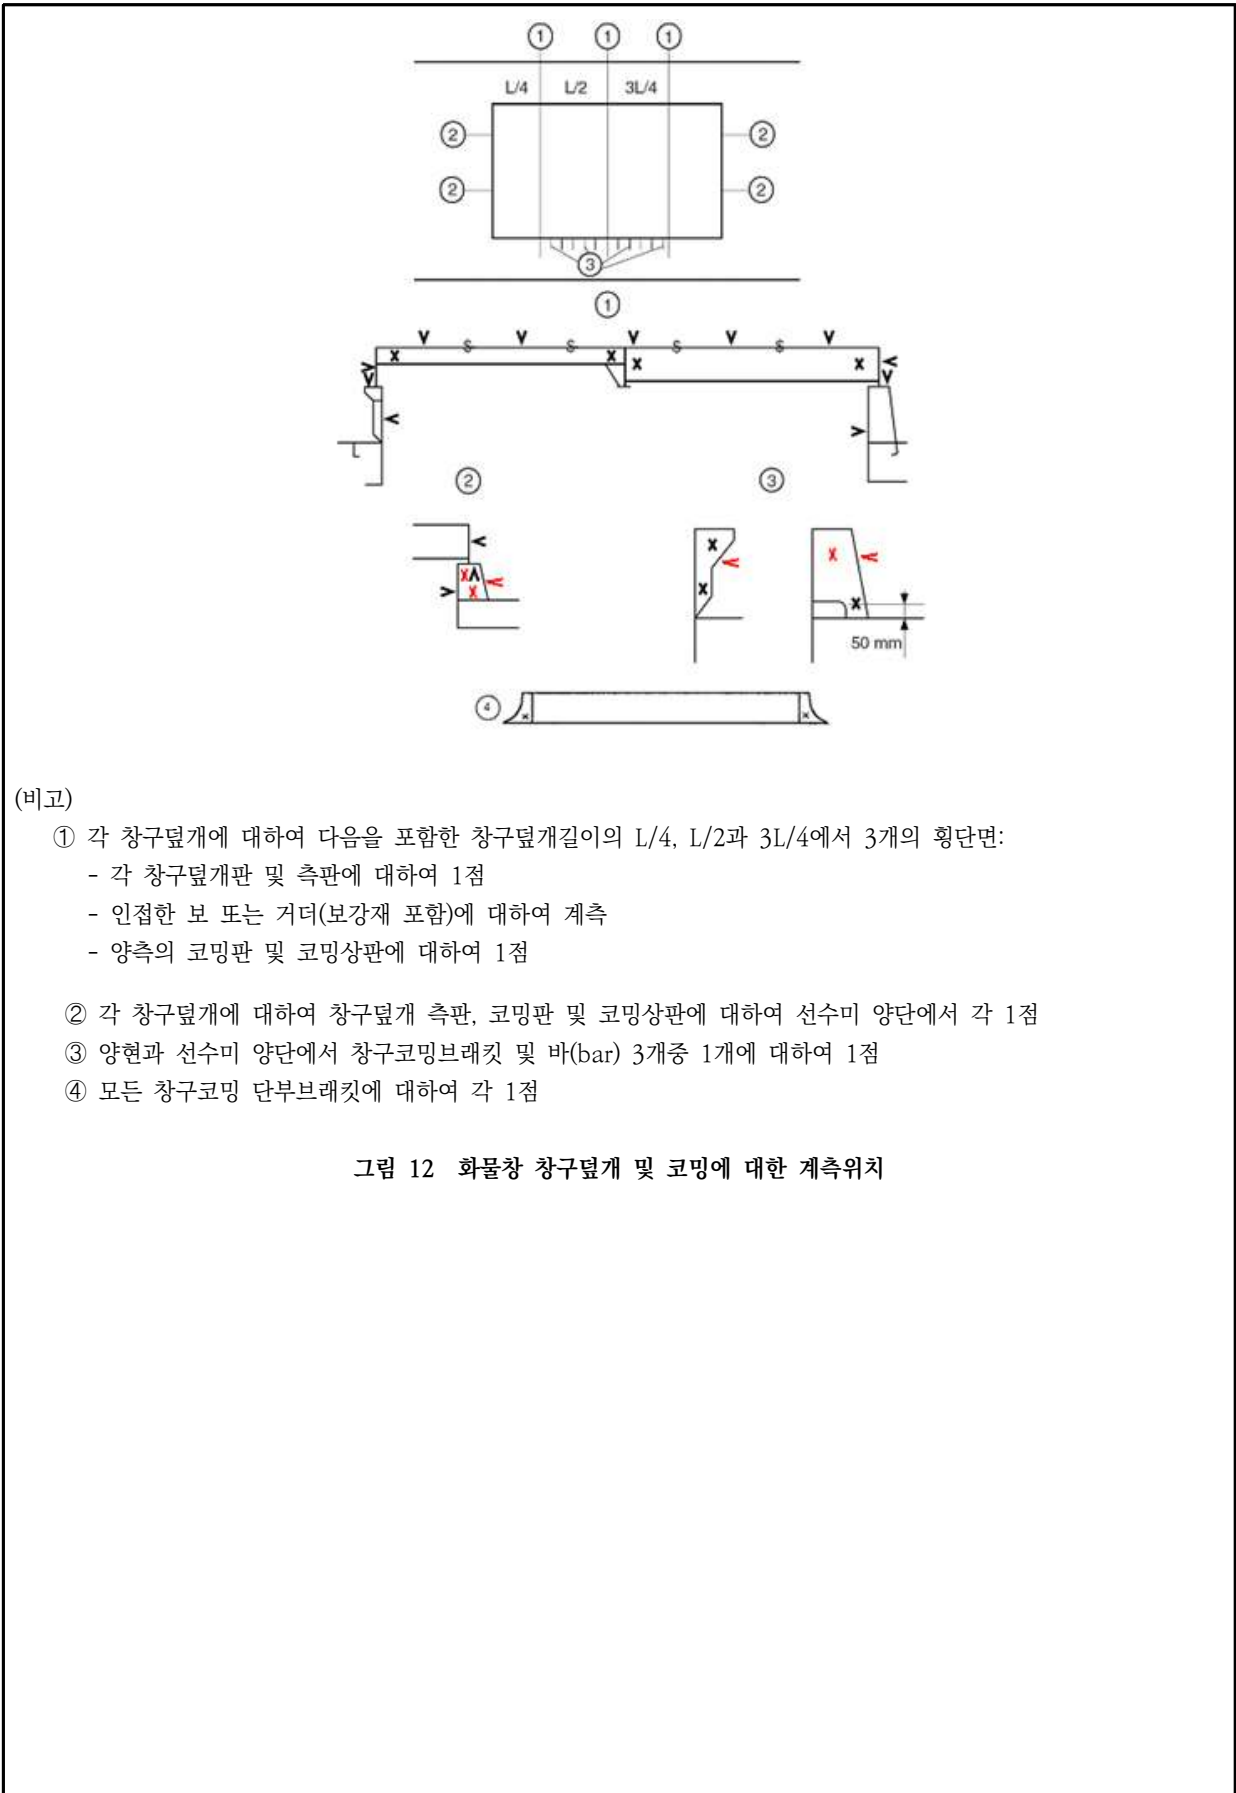 ① ① ①
L/4 L/2 3L/4
② ②
② ②
③
①
② ③
50 mm
④
(비고)
① 각 창구덮개에 대하여 다음을 포함한 창구덮개길이의 L/4, L/2과 3L/4에서 3개의 횡단면:
- 각 창구덮개판 및 측판에 대하여 1점
- 인접한 보 또는 거더(보강재 포함)에 대하여 계측
- 양측의 코밍판 및 코밍상판에 대하여 1점
② 각 창구덮개에 대하여 창구덮개 측판, 코밍판 및 코밍상판에 대하여 선수미 양단에서 각 1점
③ 양현과 선수미 양단에서 창구코밍브래킷 및 바(bar) 3개중 1개에 대하여 1점
④ 모든 창구코밍 단부브래킷에 대하여 각 1점
그림 12 화물창 창구덮개 및 코밍에 대한 계측위치